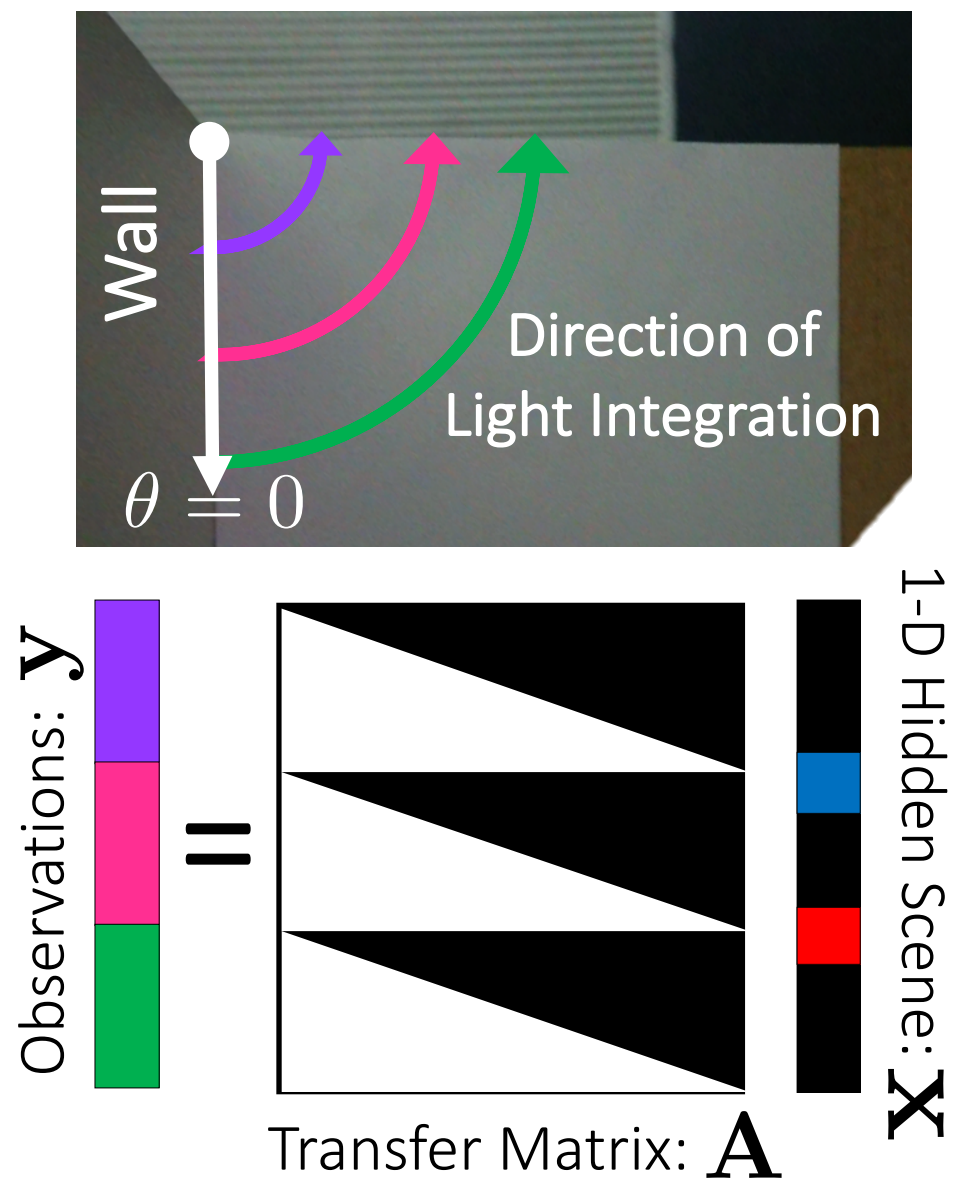 Wall
Direction of
Light Integration
θ = 0
Observations: y
=
1-D Hidden Scene: x
Transfer Matrix: A